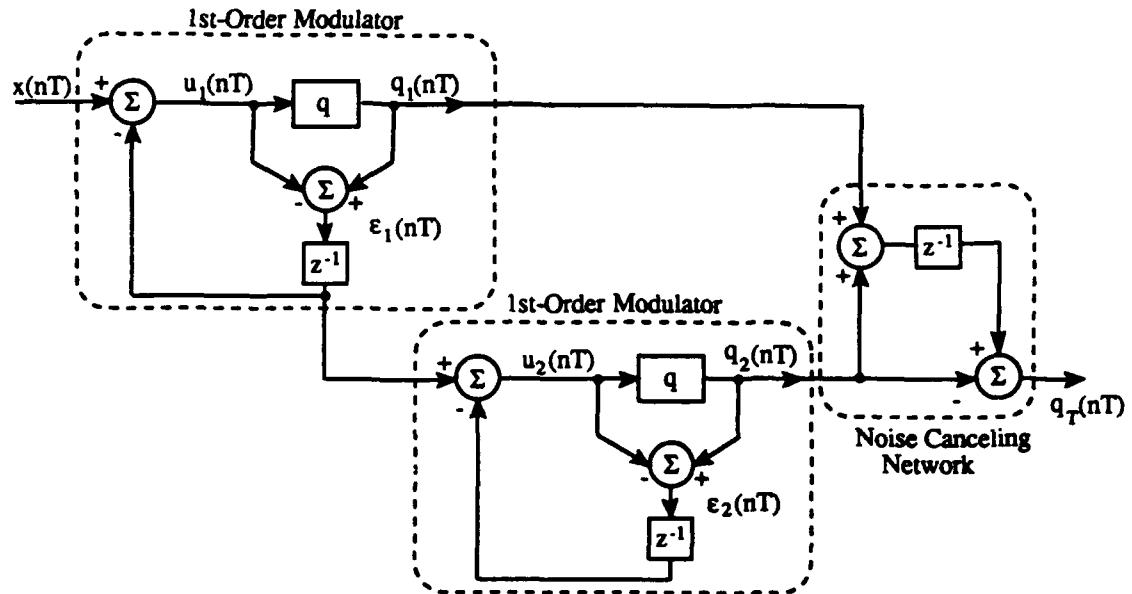 1st-Order Modulator
x(nT)
+
Σ
-
u₁(nT)
q
q₁(nT)
Σ
-
+
ε₁(nT)
z⁻¹
+
Σ
+
z⁻¹
1st-Order Modulator
+
Σ
-
u₂(nT)
q
q₂(nT)
+
Σ
-
q_T(nT)
Σ
-
+
ε₂(nT)
z⁻¹
Noise Canceling
Network